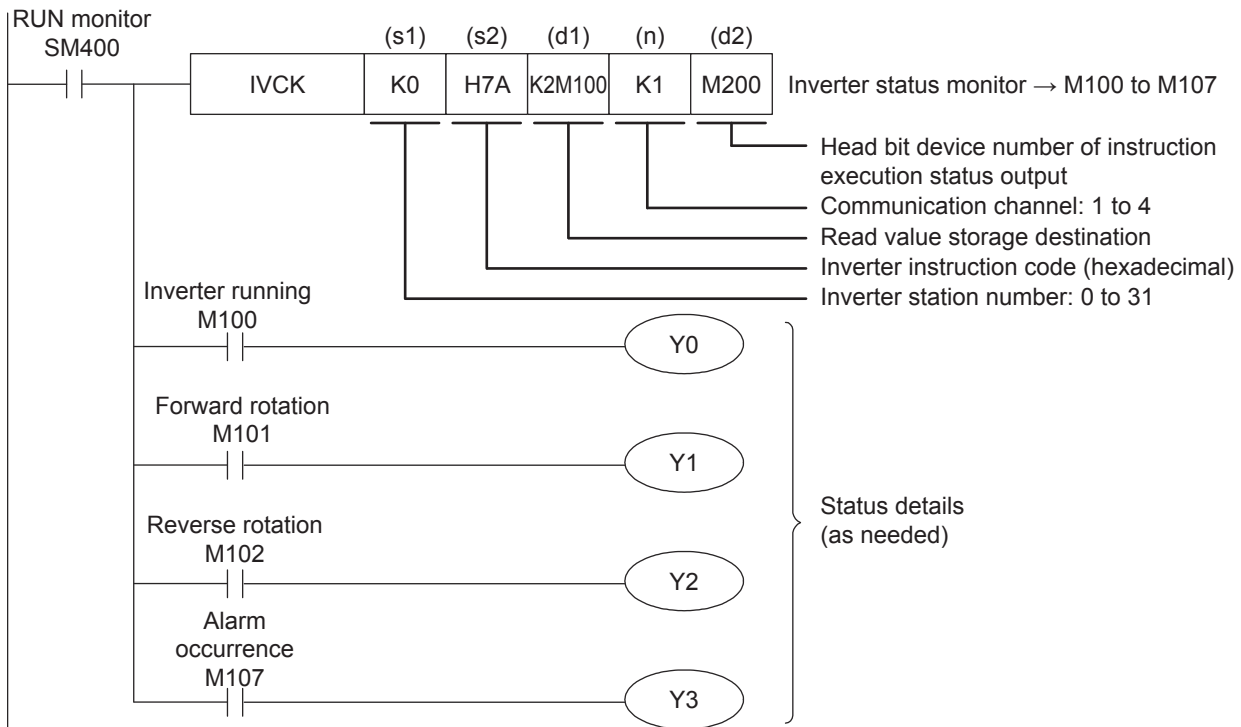 RUN monitor
SM400
(s1) (s2) (d1) (n) (d2)
IVCK K0 H7A K2M100 K1 M200 Inverter status monitor → M100 to M107
Head bit device number of instruction
execution status output
Communication channel: 1 to 4
Read value storage destination
Inverter instruction code (hexadecimal)
Inverter station number: 0 to 31
Inverter running
M100
Y0
Forward rotation
M101
Y1
Reverse rotation
M102
Y2
Alarm
occurrence
M107
Y3
Status details
(as needed)